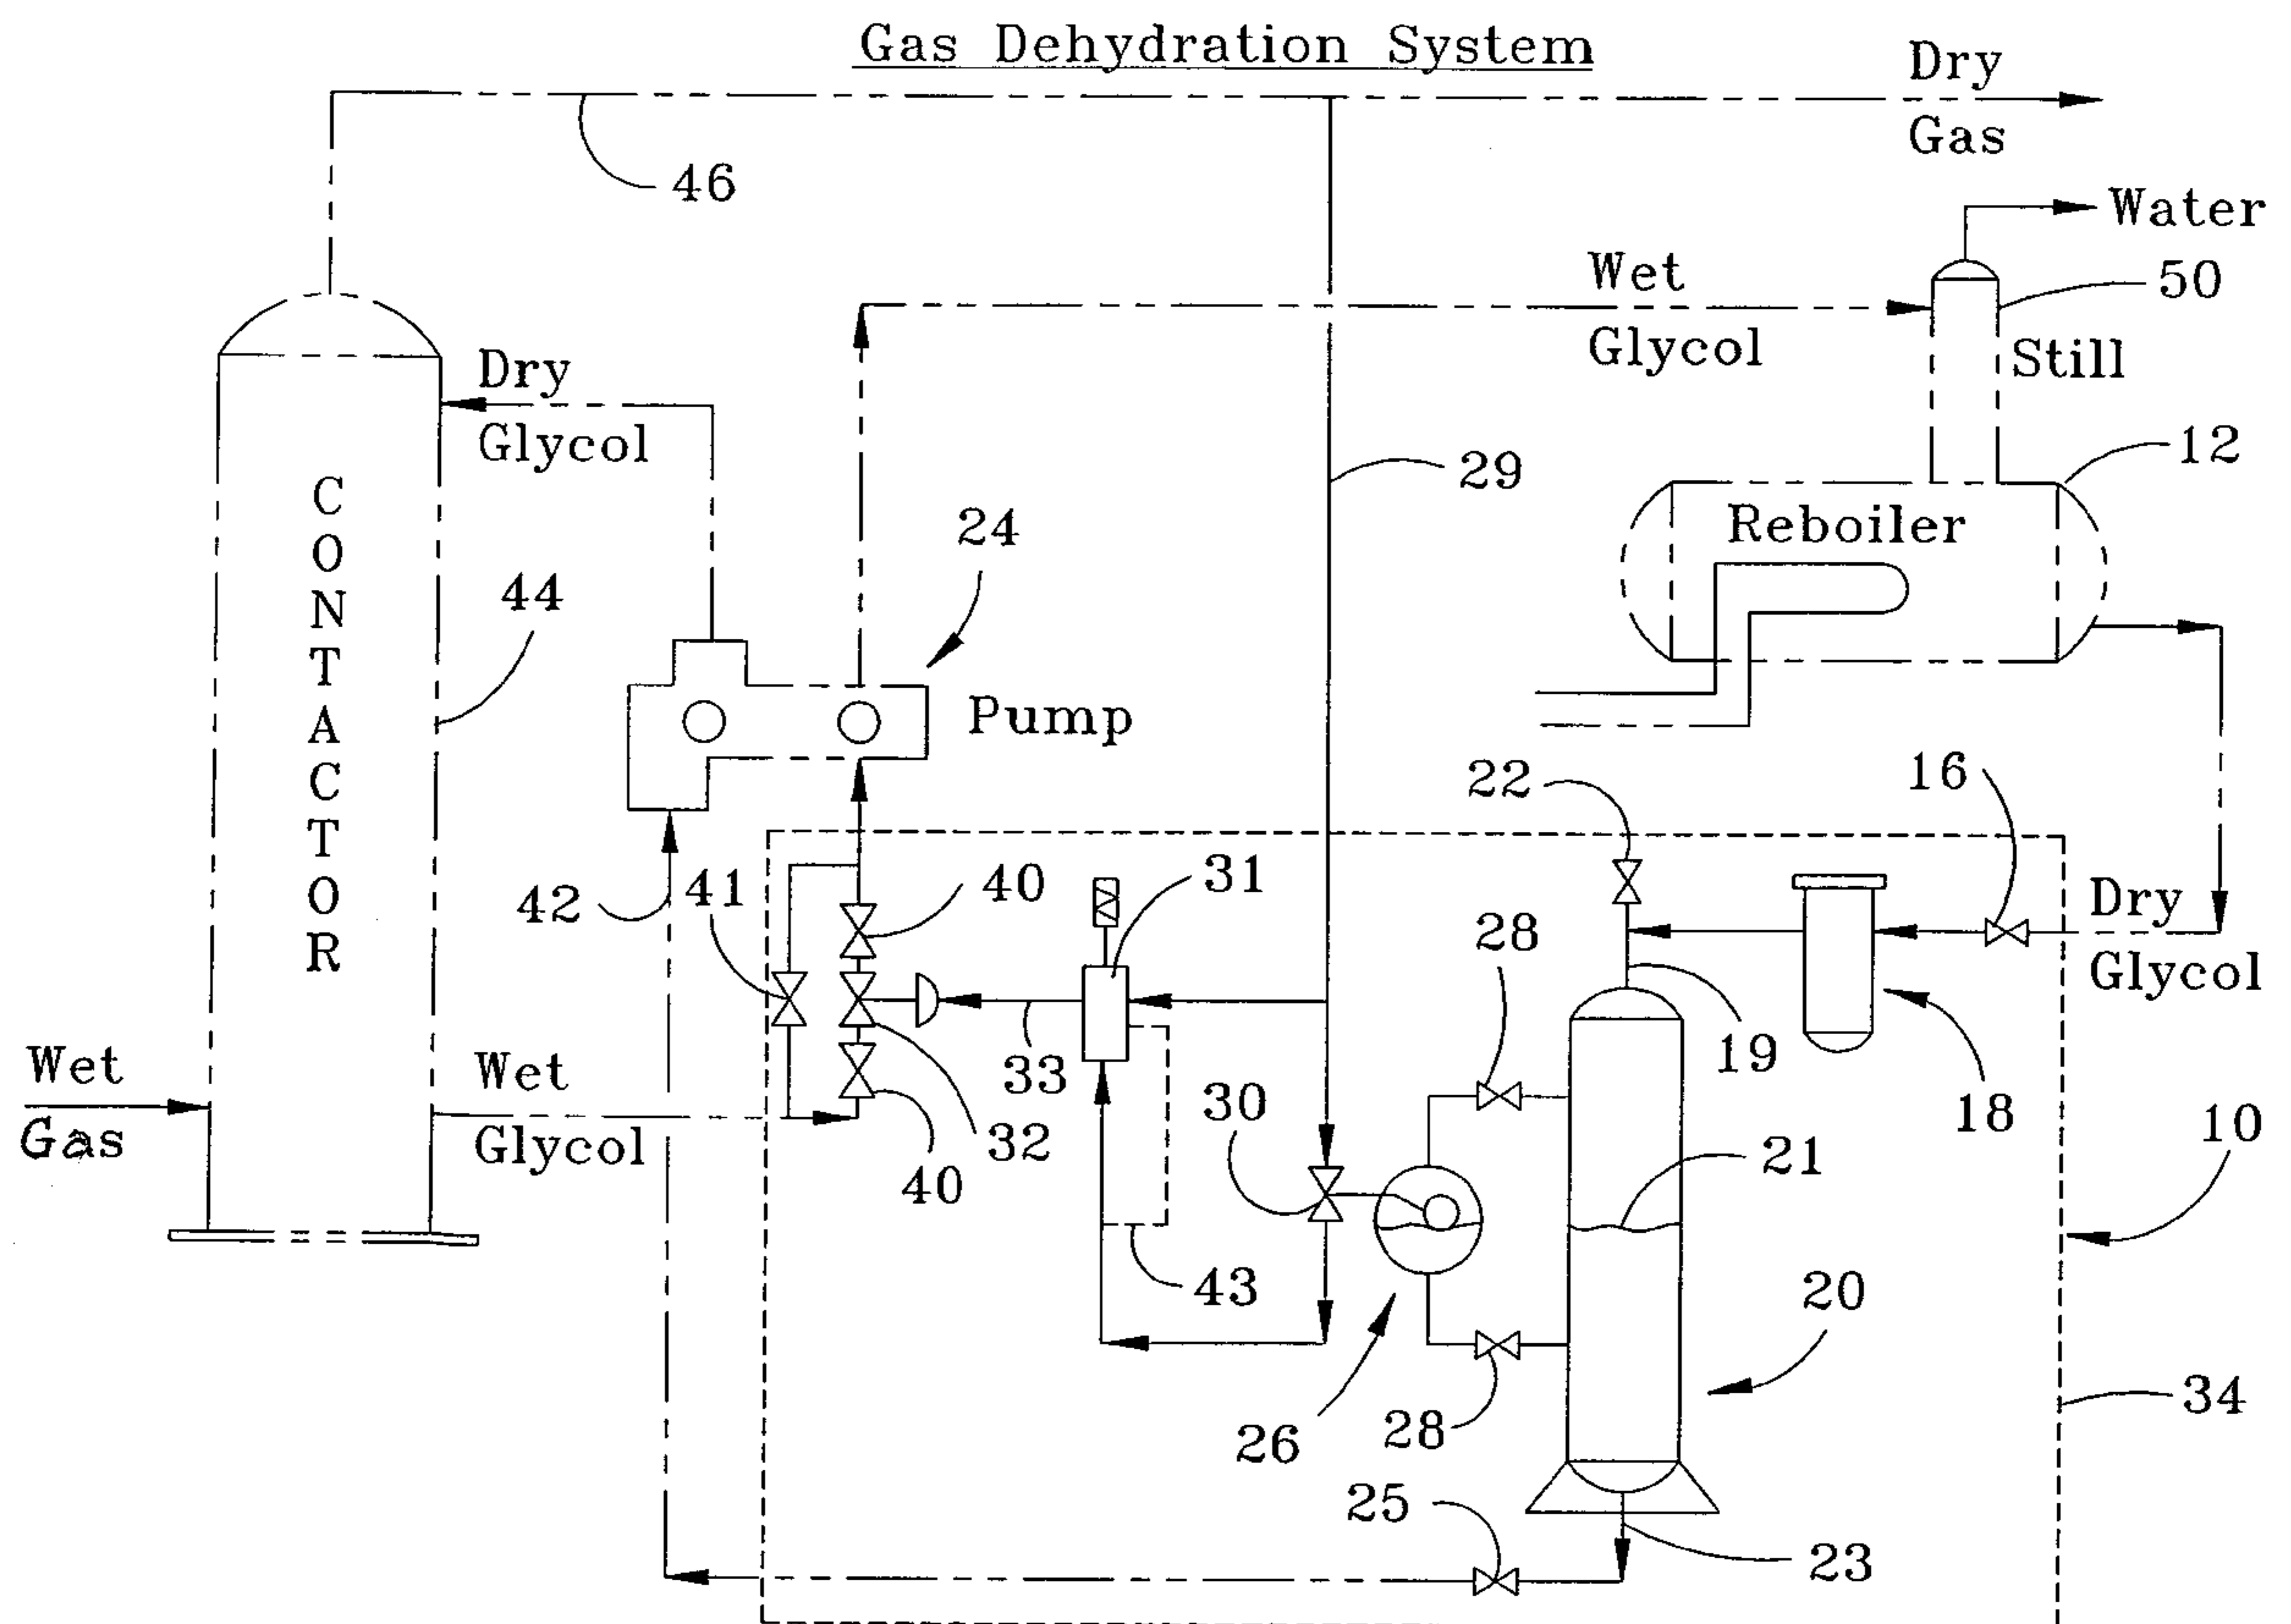 Gas Dehydration System
Dry
Gas
46
Water
Wet
Glycol
50
Still
Dry
Glycol
12
29
CONTACTOR
Reboiler
24
44
Pump
22
16
42
41
40
31
28
Dry
Glycol
33
19
18
Wet
Gas
Wet
Glycol
32
30
10
40
21
43
20
26
28
34
25
23